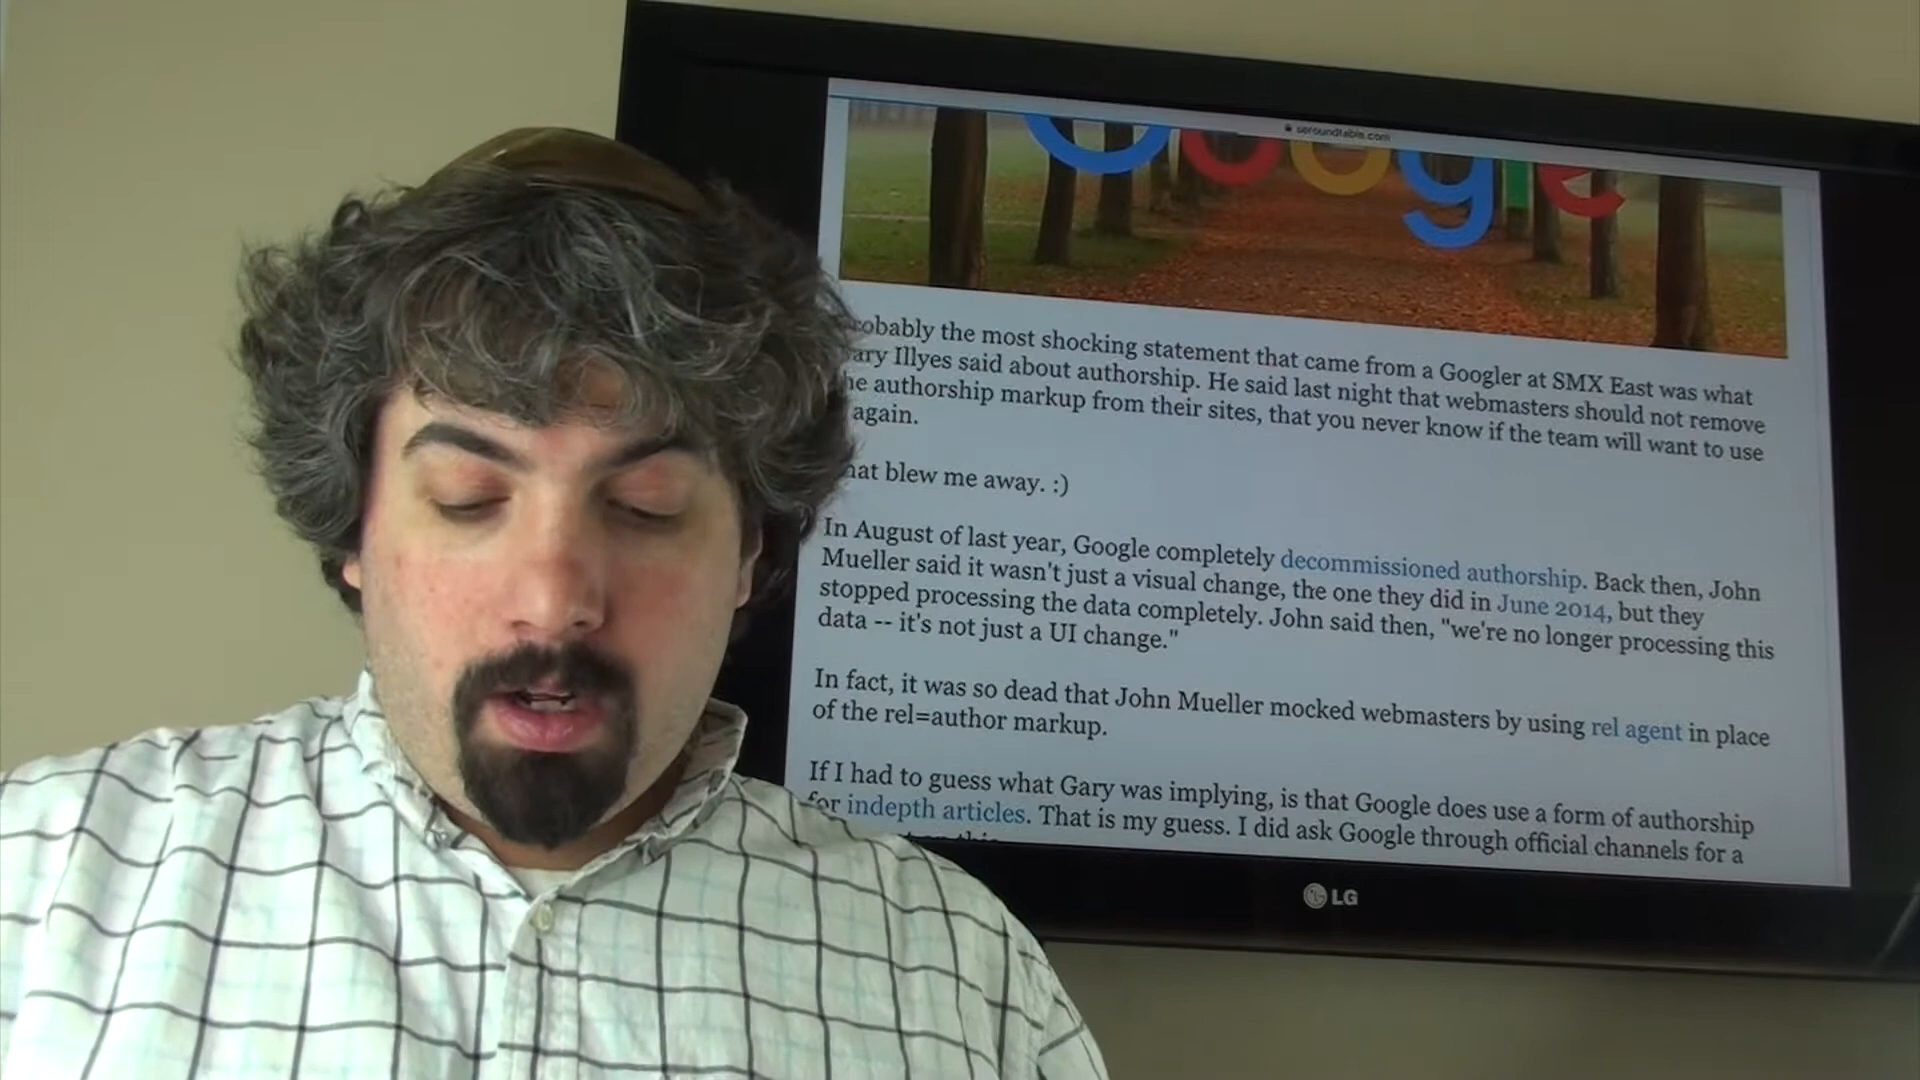 Google
seroundtable.com
robably the most shocking statement that came from a Googler at SMX East was what
ary Illyes said about authorship. He said last night that webmasters should not remove
he authorship markup from their sites, that you never know if the team will want to use
again.
hat blew me away. :)
In August of last year, Google completely decommissioned authorship. Back then, John
Mueller said it wasn't just a visual change, the one they did in June 2014, but they
stopped processing the data completely. John said then, "we're no longer processing this
data -- it's not just a UI change."
In fact, it was so dead that John Mueller mocked webmasters by using rel agent in place
of the rel=author markup.
If I had to guess what Gary was implying, is that Google does use a form of authorship
for indepth articles. That is my guess. I did ask Google through official channels for a
LG